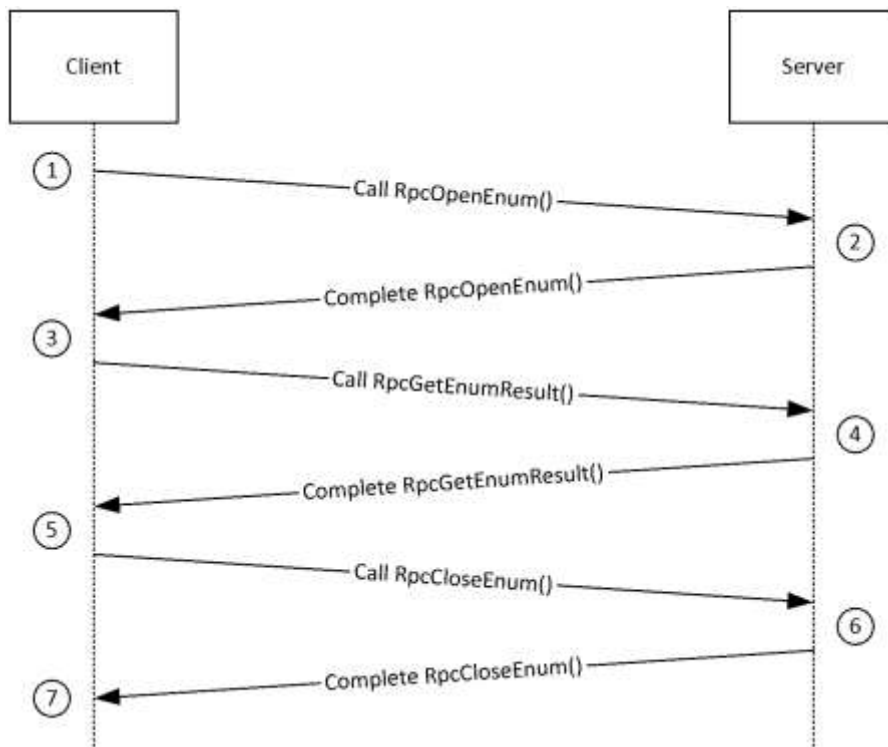 Client
Server
1
Call RpcOpenEnum()
2
Complete RpcOpenEnum()
3
Call RpcGetEnumResult()
4
Complete RpcGetEnumResult()
5
Call RpcCloseEnum()
6
Complete RpcCloseEnum()
7